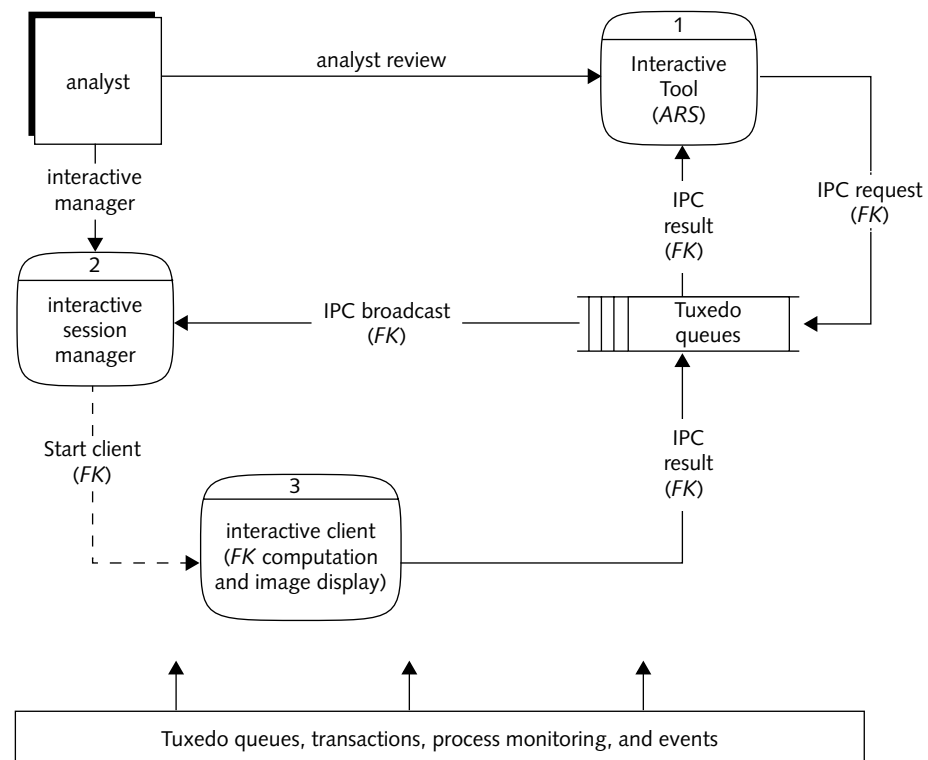 analyst
analyst review
1
Interactive
Tool
(ARS)
interactive
manager
IPC
result
(FK)
IPC request
(FK)
2
interactive
session
manager
IPC broadcast
(FK)
Tuxedo
queues
Start client
(FK)
IPC
result
(FK)
3
interactive client
(FK computation
and image display)
Tuxedo queues, transactions, process monitoring, and events